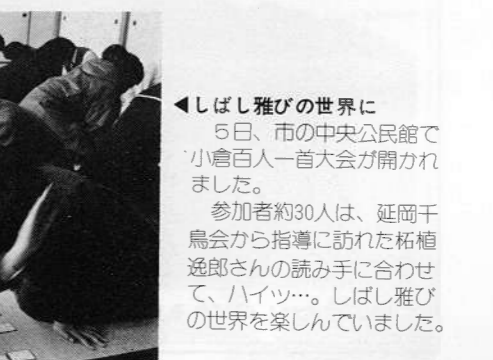 ◀しばし雅びの世界に
5日、市の中央公民館で
小倉百人一首大会が開かれ
ました。
参加者約30人は、延岡千
鳥会から指導に訪れた柘植
逸郎さんの読み手に合わせ
て、ハイッ…。しばし雅び
の世界を楽しんでいました。